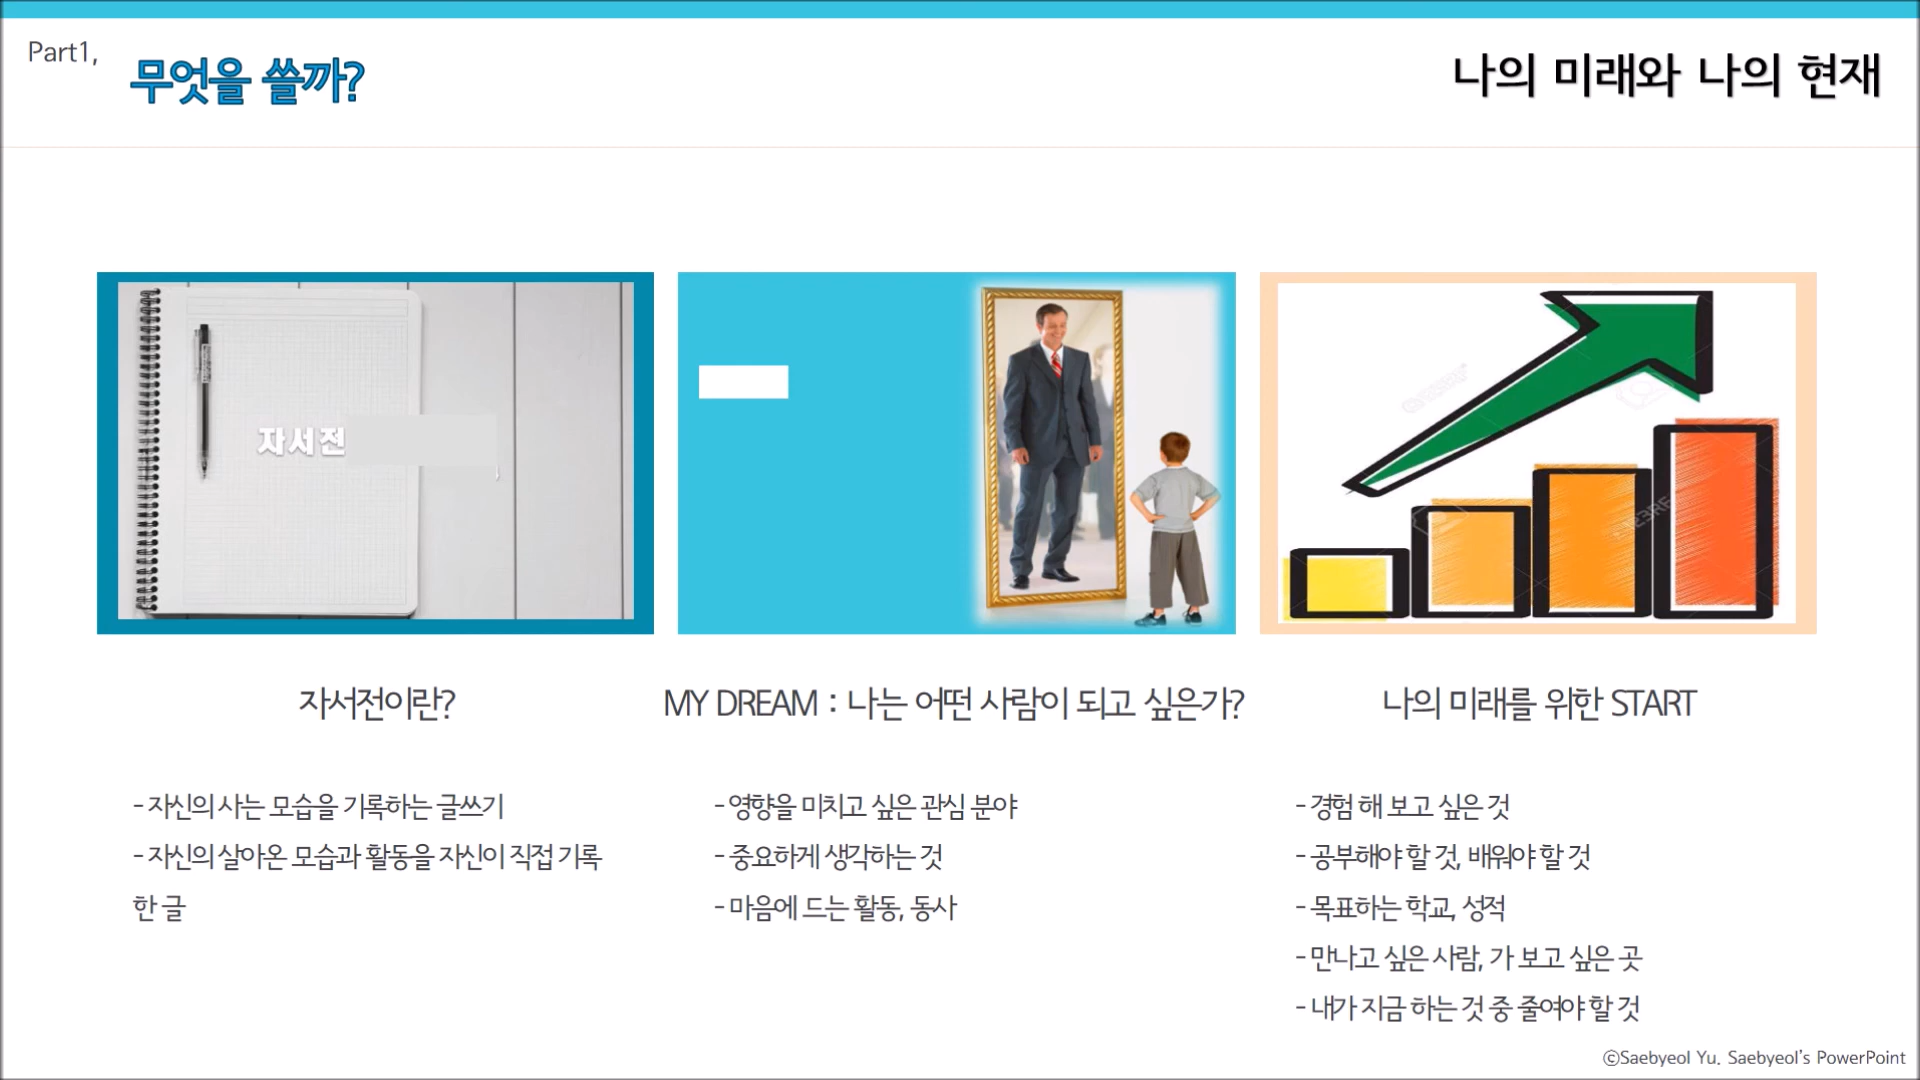 Part1,
무엇을 쓸까?
나의 미래와 나의 현재
자서전
자서전이란?
- 자신의 사는 모습을 기록하는 글쓰기
- 자신의 살아온 모습과 활동을 자신이 직접 기록
한 글
MY DREAM : 나는 어떤 사람이 되고 싶은가?
- 영향을 미치고 싶은 관심 분야
- 중요하게 생각하는 것
- 마음에 드는 활동, 동사
나의 미래를 위한 START
- 경험 해 보고 싶은 것
- 공부해야 할 것, 배워야 할 것
- 목표하는 학교, 성적
- 만나고 싶은 사람, 가 보고 싶은 곳
- 내가 지금 하는 것 중 줄여야 할 것
ⓒSaebyeol Yu. Saebyeol's PowerPoint